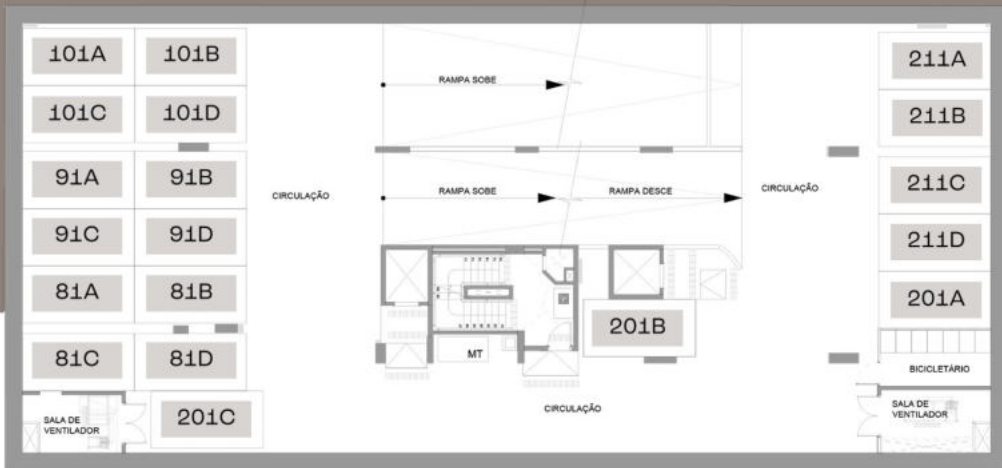 101A 101B
101C 101D
91A 91B
91C 91D
81A 81B
81C 81D
201C
SALA DE
VENTILADOR
CIRCULAÇÃO
RAMPA SOBE
RAMPA SOBE
RAMPA DESCE
CIRCULAÇÃO
MT
201B
CIRCULAÇÃO
211A
211B
211C
211D
201A
BICICLETÁRIO
SALA DE
VENTILADOR